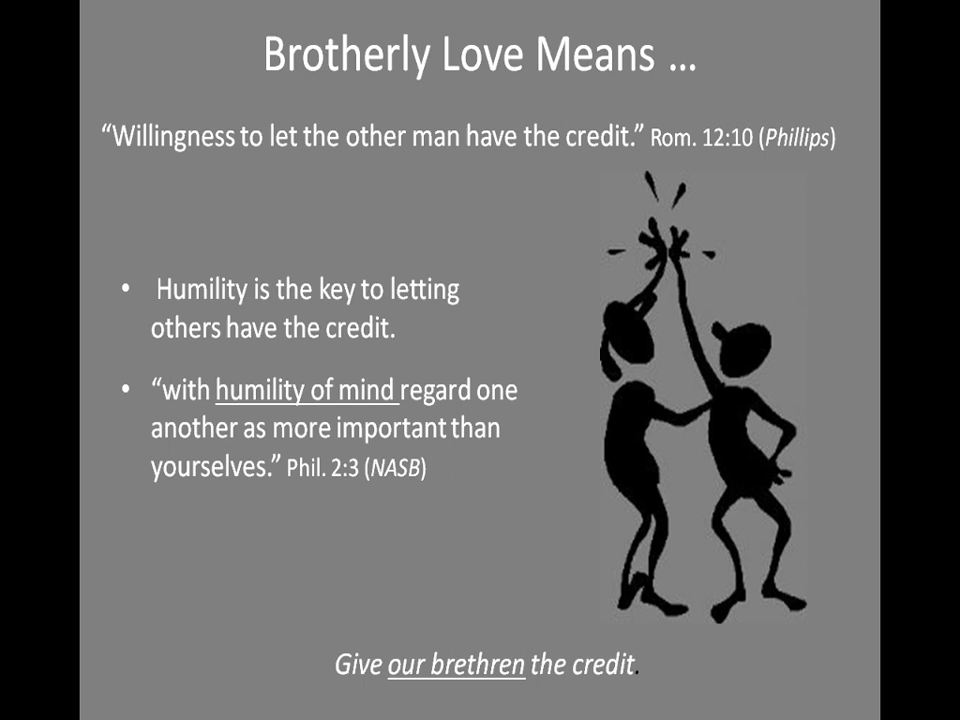 Brotherly Love Means …
“Willingness to let the other man have the credit.” Rom. 12:10 (Phillips)
• Humility is the key to letting
others have the credit.
• “with humility of mind regard one
another as more important than
yourselves.” Phil. 2:3 (NASB)
Give our brethren the credit.